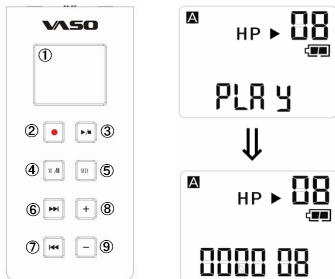 VASO
①
② ③
④ ⑤
⑥ ⑧
⑦ ⑨
A
HP ▶ 08
PLAY
⇓
A
HP ▶ 08
0000 08